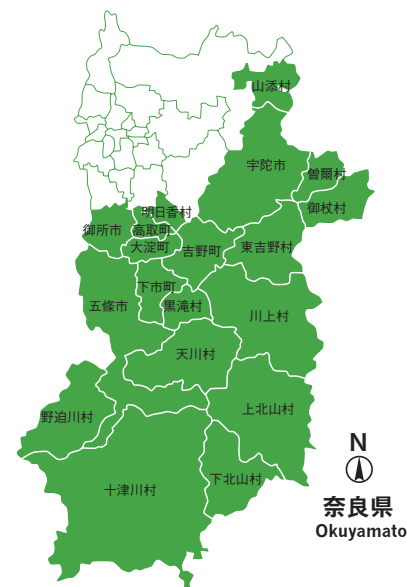 山添村
宇陀市
曽爾村
御杖村
明日香村
御所市
高取町
大淀町
吉野町
東吉野村
下市町
黒滝村
五條市
川上村
天川村
野迫川村
上北山村
十津川村
下北山村
N
奈良県
Okuyamato